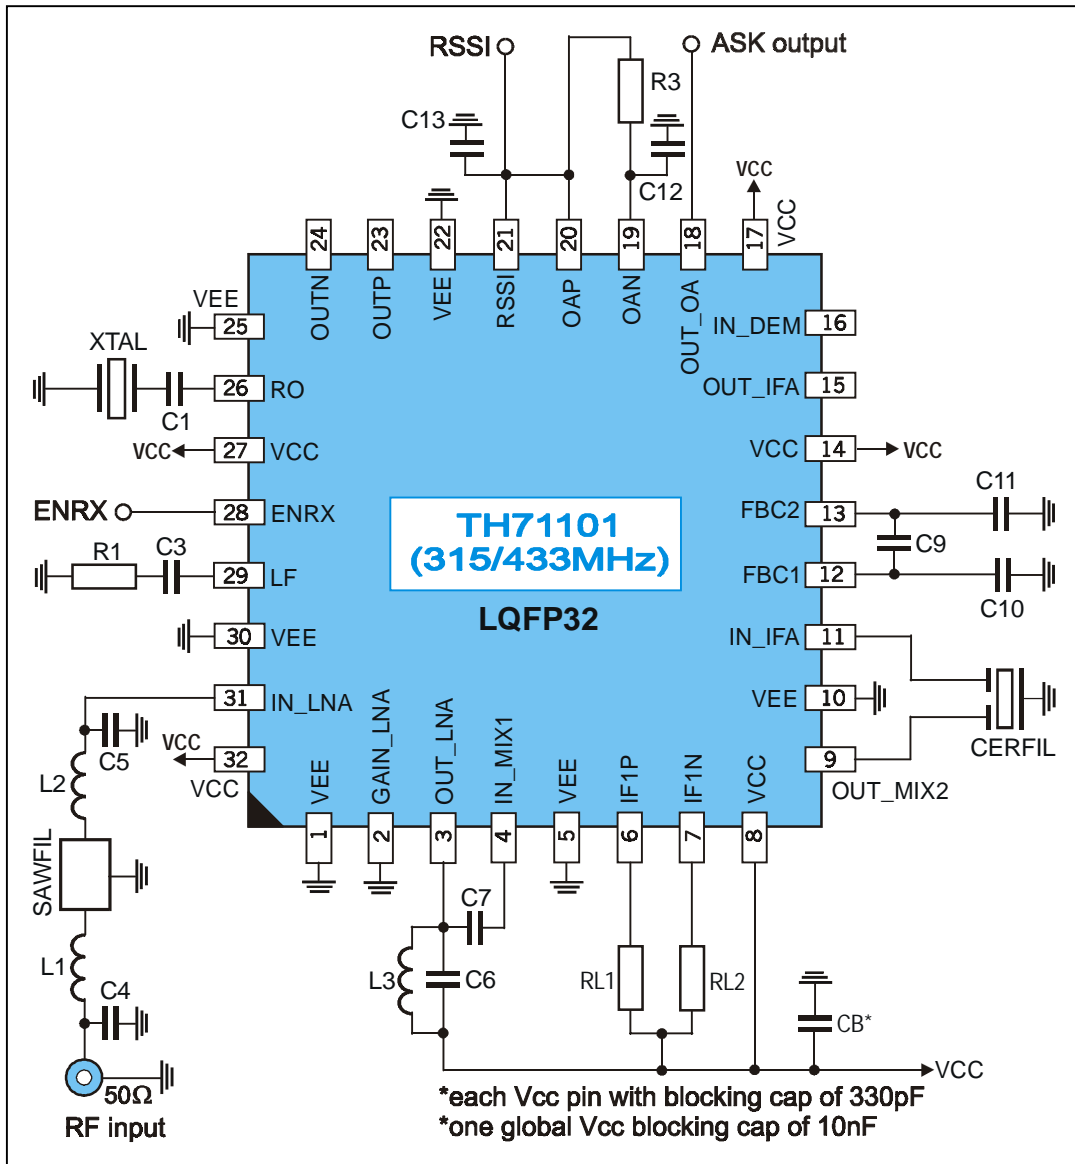 RSSI
ASK output
R3
C13
C12
VCC
VCC
24
23
22
21
20
19
18
17
OUTN
OUTP
VEE
RSSI
OAP
OAN
OUT_OA
VEE
25
IN_DEM
16
XTAL
C1
26
RO
OUT_IFA
15
VCC
27
VCC
VCC
14
VCC
ENRX
28
ENRX
FBC2
13
C11
C9
R1
C3
29
LF
FBC1
12
C10
TH71101
(315/433MHz)
LQFP32
30
VEE
IN_IFA
11
31
IN_LNA
VEE
10
CERFIL
C5
VCC
32
VCC
9
OUT_MIX2
L2
VEE
GAIN_LNA
OUT_LNA
IN_MIX1
VEE
IF1P
IF1N
VCC
1
2
3
4
5
6
7
8
SAWFIL
C7
L1
L3
C6
RL1
RL2
C4
CB*
VCC
50Ω
RF input
*each Vcc pin with blocking cap of 330pF
*one global Vcc blocking cap of 10nF